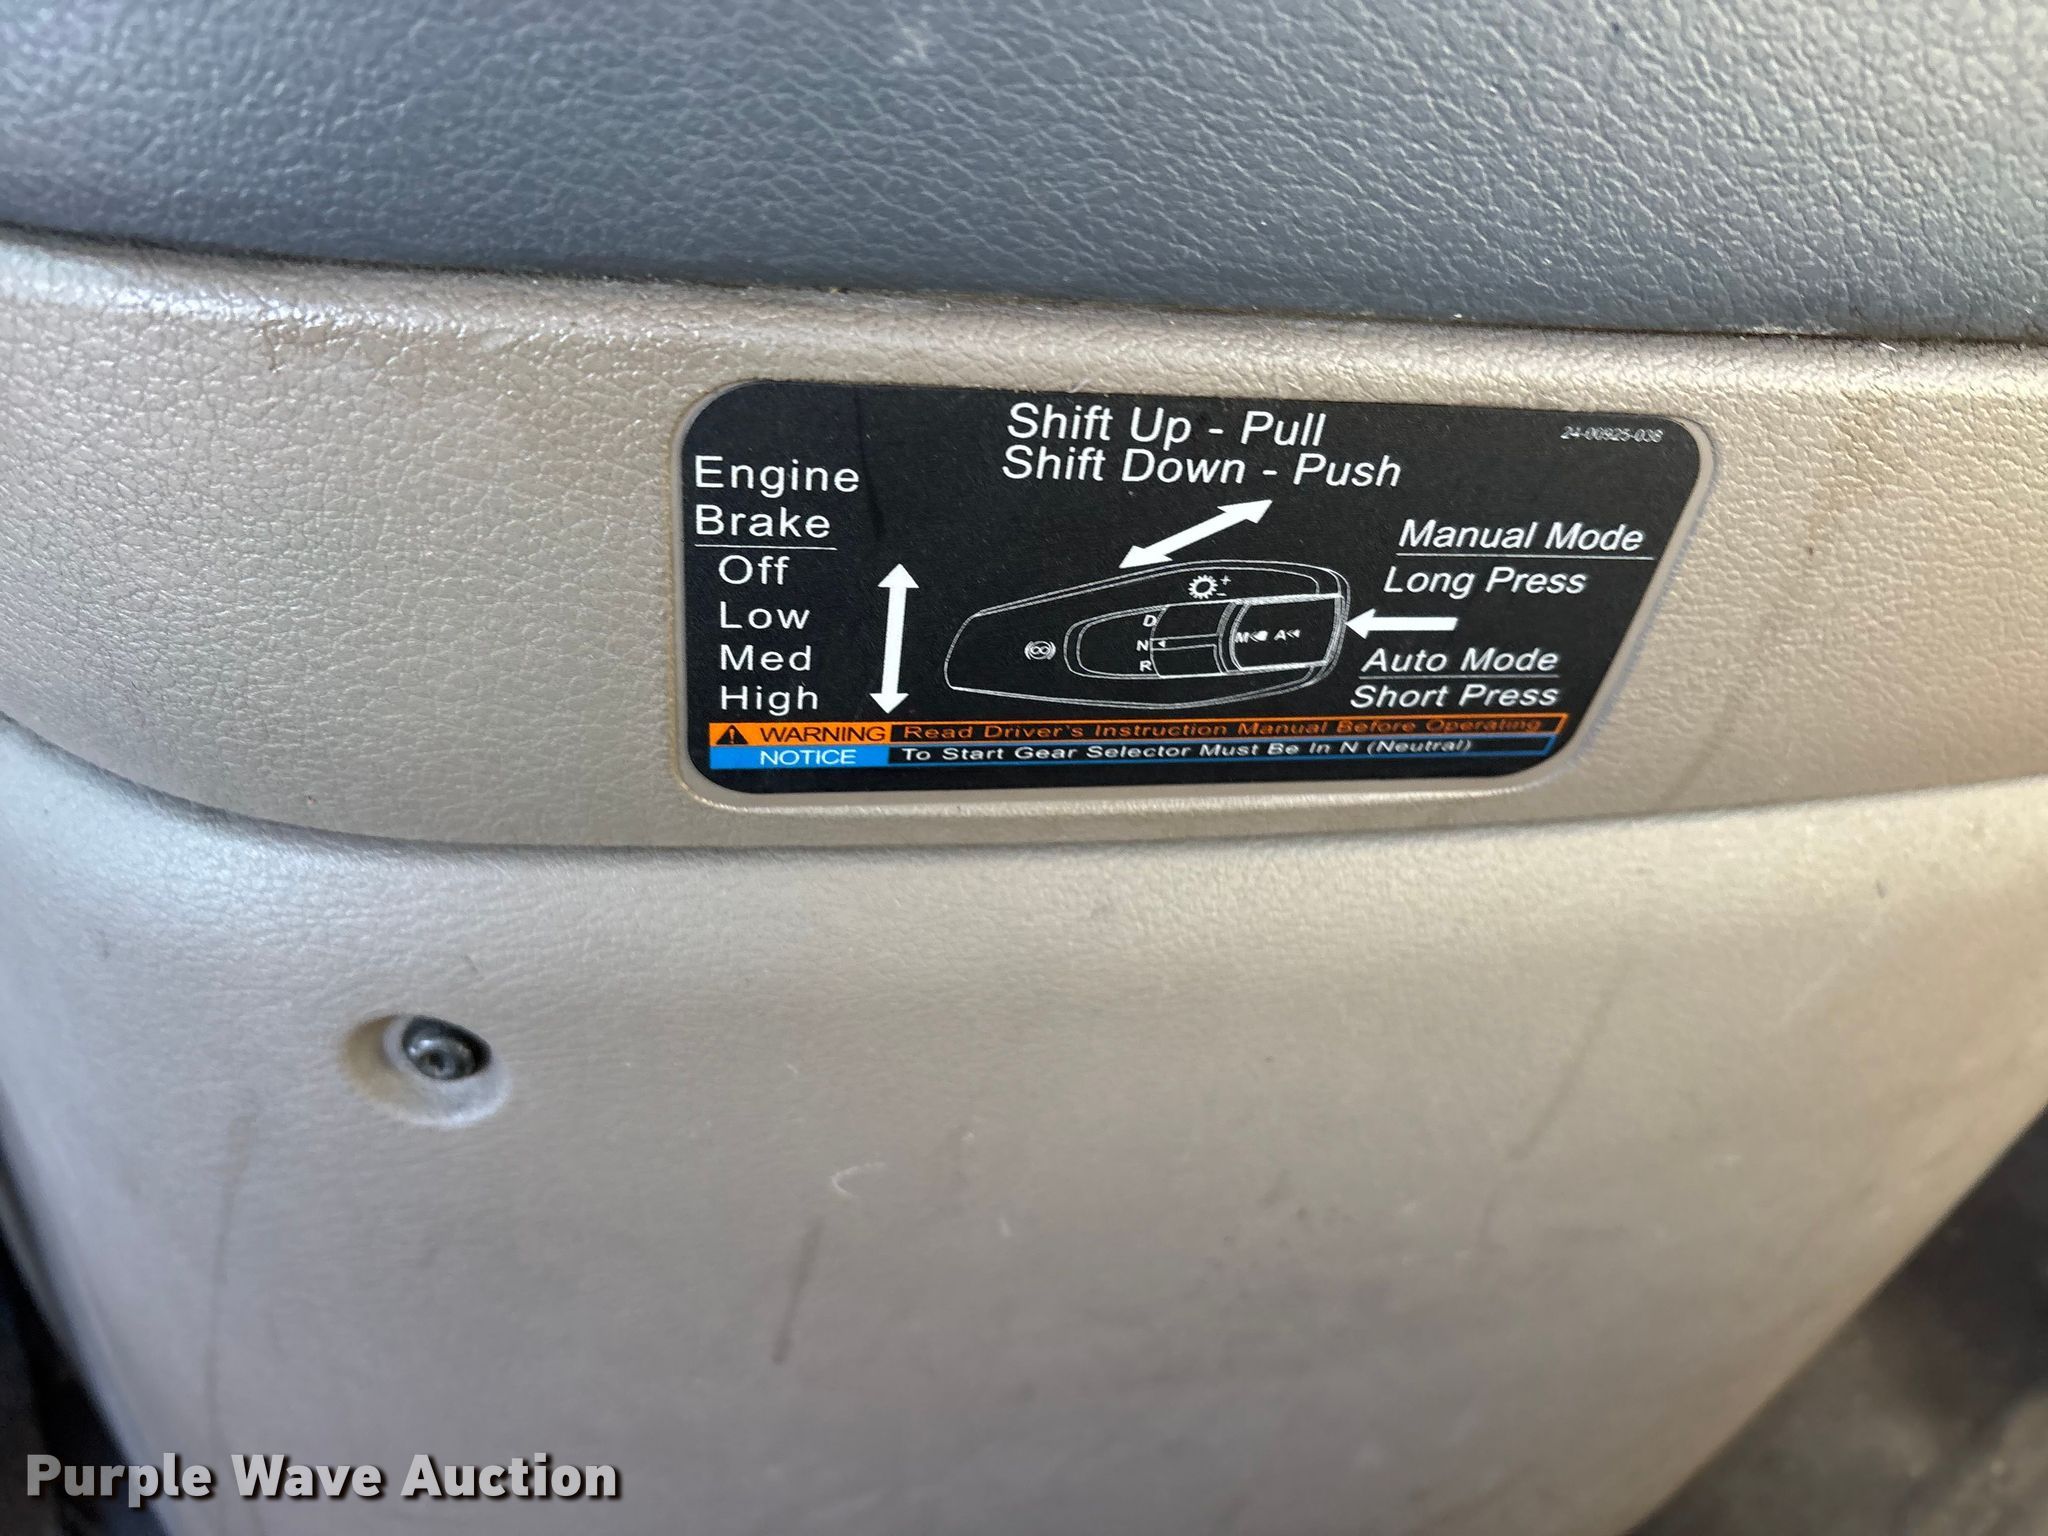 Shift Up - Pull
Shift Down - Push
24-00925-038
Engine
Brake
Off
Low
Med
High
+
-
D
N
R
M A
Manual Mode
Long Press
Auto Mode
Short Press
WARNING Read Driver's Instruction Manual Before Operating
NOTICE To Start Gear Selector Must Be In N (Neutral)
Purple Wave Auction